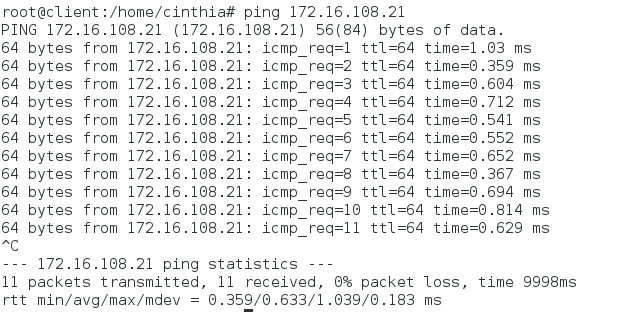 root@client:/home/cinthia# ping 172.16.108.21
PING 172.16.108.21 (172.16.108.21) 56(84) bytes of data.
64 bytes from 172.16.108.21: icmp_req=1 ttl=64 time=1.03 ms
64 bytes from 172.16.108.21: icmp_req=2 ttl=64 time=0.359 ms
64 bytes from 172.16.108.21: icmp_req=3 ttl=64 time=0.604 ms
64 bytes from 172.16.108.21: icmp_req=4 ttl=64 time=0.712 ms
64 bytes from 172.16.108.21: icmp_req=5 ttl=64 time=0.541 ms
64 bytes from 172.16.108.21: icmp_req=6 ttl=64 time=0.552 ms
64 bytes from 172.16.108.21: icmp_req=7 ttl=64 time=0.652 ms
64 bytes from 172.16.108.21: icmp_req=8 ttl=64 time=0.367 ms
64 bytes from 172.16.108.21: icmp_req=9 ttl=64 time=0.694 ms
64 bytes from 172.16.108.21: icmp_req=10 ttl=64 time=0.814 ms
64 bytes from 172.16.108.21: icmp_req=11 ttl=64 time=0.629 ms
^C
--- 172.16.108.21 ping statistics ---
11 packets transmitted, 11 received, 0% packet loss, time 9998ms
rtt min/avg/max/mdev = 0.359/0.633/1.039/0.183 ms